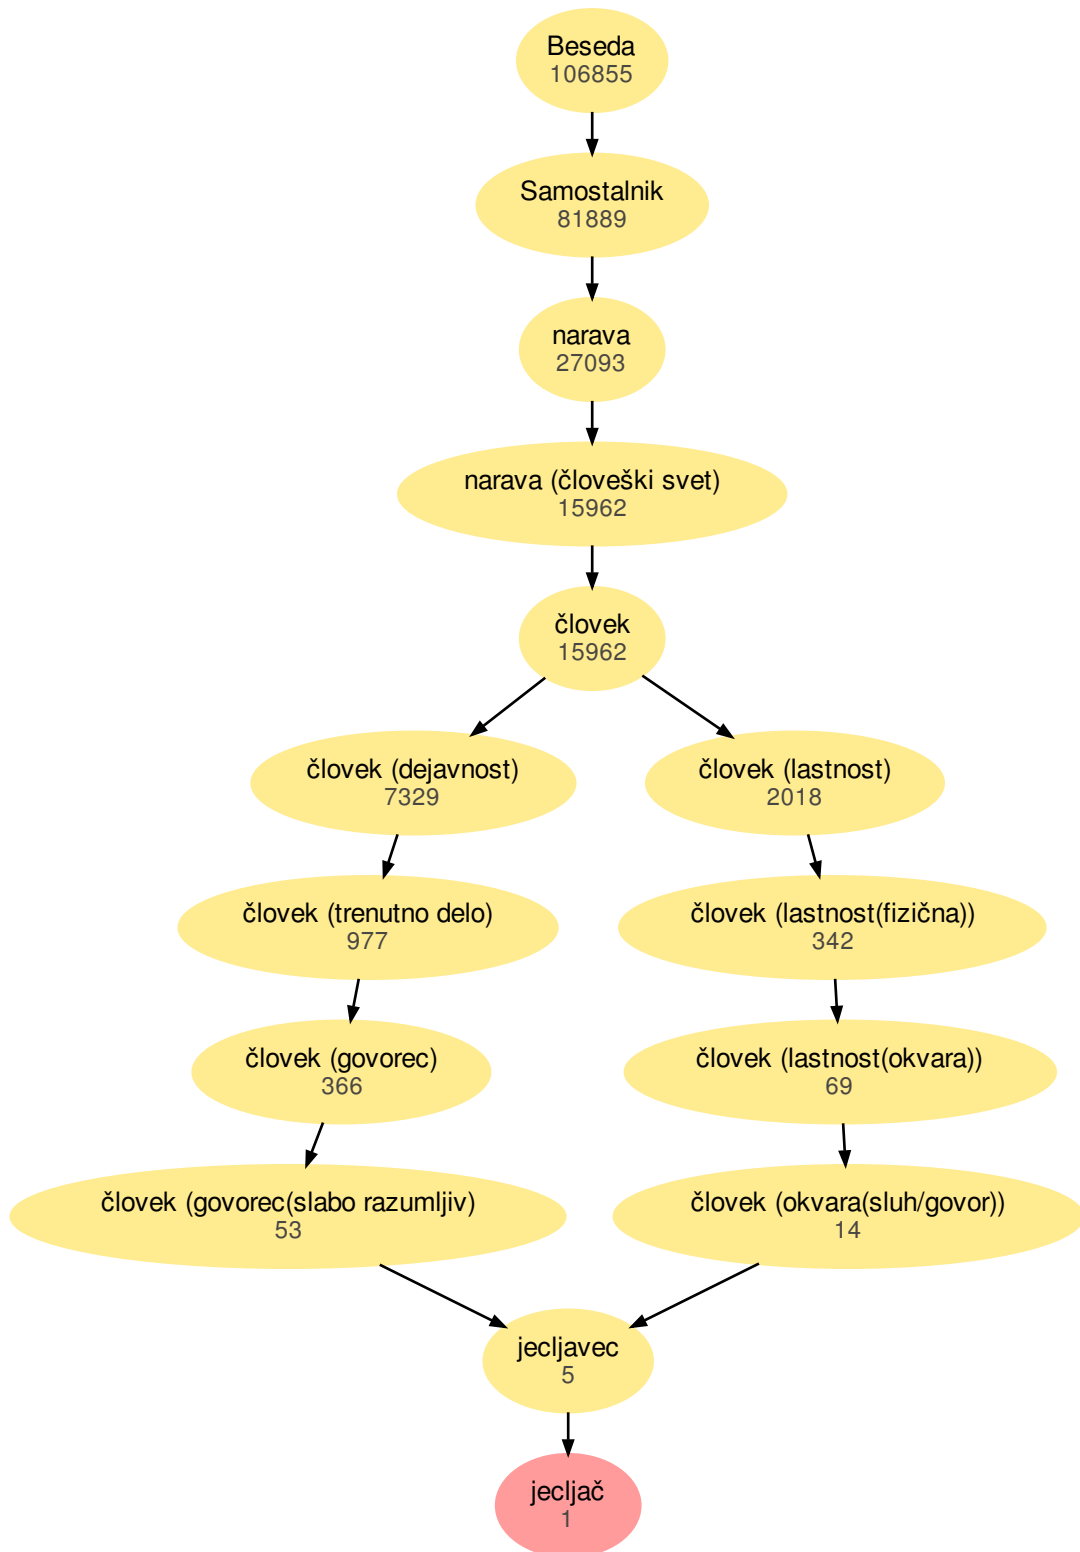 Beseda
106855
Samostalnik
81889
narava
27093
narava (človeški svet)
15962
človek
15962
človek (dejavnost)
7329
človek (lastnost)
2018
človek (trenutno delo)
977
človek (lastnost(fizična))
342
človek (govorec)
366
človek (lastnost(okvara))
69
človek (govorec(slabo razumljiv)
53
človek (okvara(sluh/govor))
14
jecljavec
5
jecljač
1